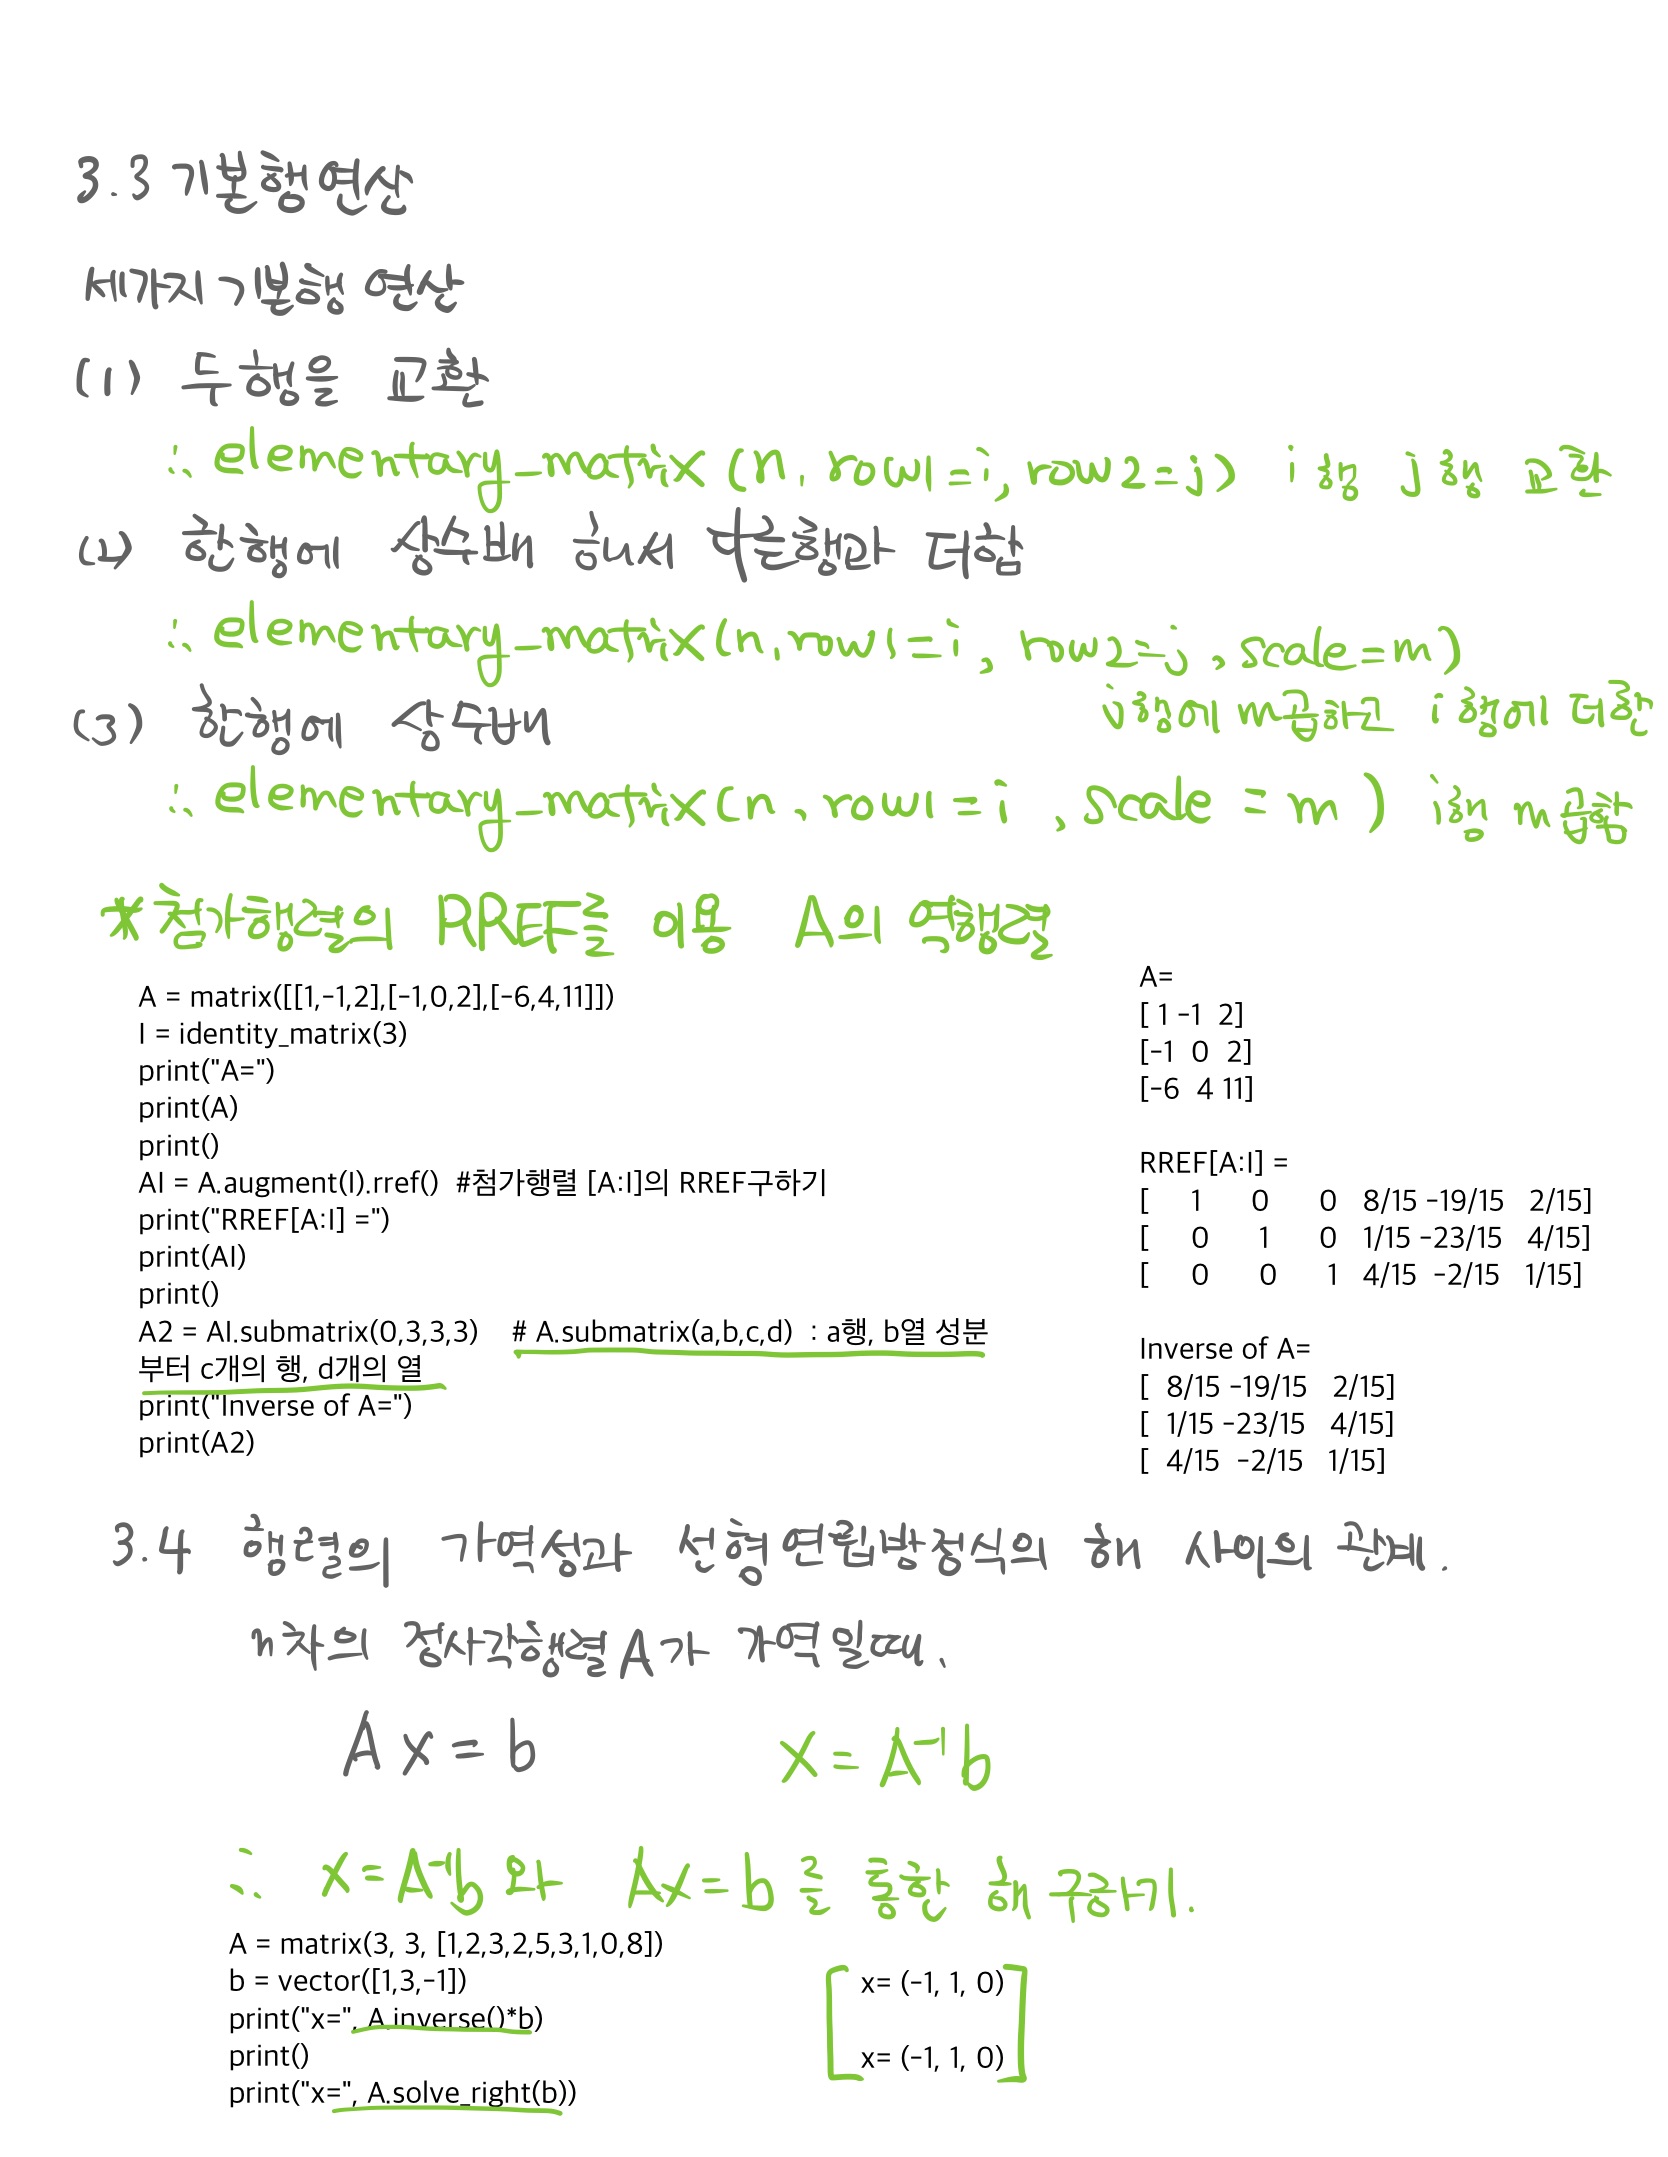 3.3 기본행연산
세가지 기본행 연산
(1) 두행을 교환
∴ elementary_matrix (n, row1=i, row2=j) i행 j행 교환
(2) 한행에 상수배 해서 다른행과 더함
∴ elementary_matrix(n, row1=i, row2=j, scale=m)
j행에 m곱하고 i행에 더한
(3) 한행에 상수배
∴ elementary_matrix(n, row1=i, scale=m) i행 m곱함
*첨가행렬의 RREF를 이용 A의 역행렬
A = matrix([[1,-1,2],[-1,0,2],[-6,4,11]])
I = identity_matrix(3)
print("A=")
print(A)
print()
AI = A.augment(I).rref() #첨가행렬 [A:I]의 RREF구하기
print("RREF[A:I] =")
print(AI)
print()
A2 = AI.submatrix(0,3,3,3) # A.submatrix(a,b,c,d) : a행, b열 성분
부터 c개의 행, d개의 열
print("Inverse of A=")
print(A2)
A=
[ 1 -1 2]
[-1 0 2]
[-6 4 11]
RREF[A:I] =
[ 1 0 0 8/15 -19/15 2/15]
[ 0 1 0 1/15 -23/15 4/15]
[ 0 0 1 4/15 -2/15 1/15]
Inverse of A=
[ 8/15 -19/15 2/15]
[ 1/15 -23/15 4/15]
[ 4/15 -2/15 1/15]
3.4 행렬의 가역성과 선형연립방정식의 해 사이의 관계.
n차의 정사각행렬 A가 가역일때,
Ax=b x=A⁻¹b
∴ x=A⁻¹b 와 Ax=b 를 통한 해 구하기.
A = matrix(3, 3, [1,2,3,2,5,3,1,0,8])
b = vector([1,3,-1])
print("x=", A.inverse()*b)
print()
print("x=", A.solve_right(b))
x= (-1, 1, 0)
x= (-1, 1, 0)